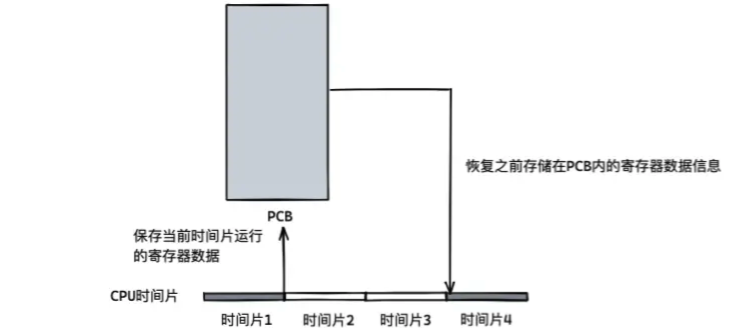 恢复之前存储在PCB内的寄存器数据信息
PCB
保存当前时间片运行
的寄存器数据
CPU时间片
时间片1
时间片2
时间片3
时间片4